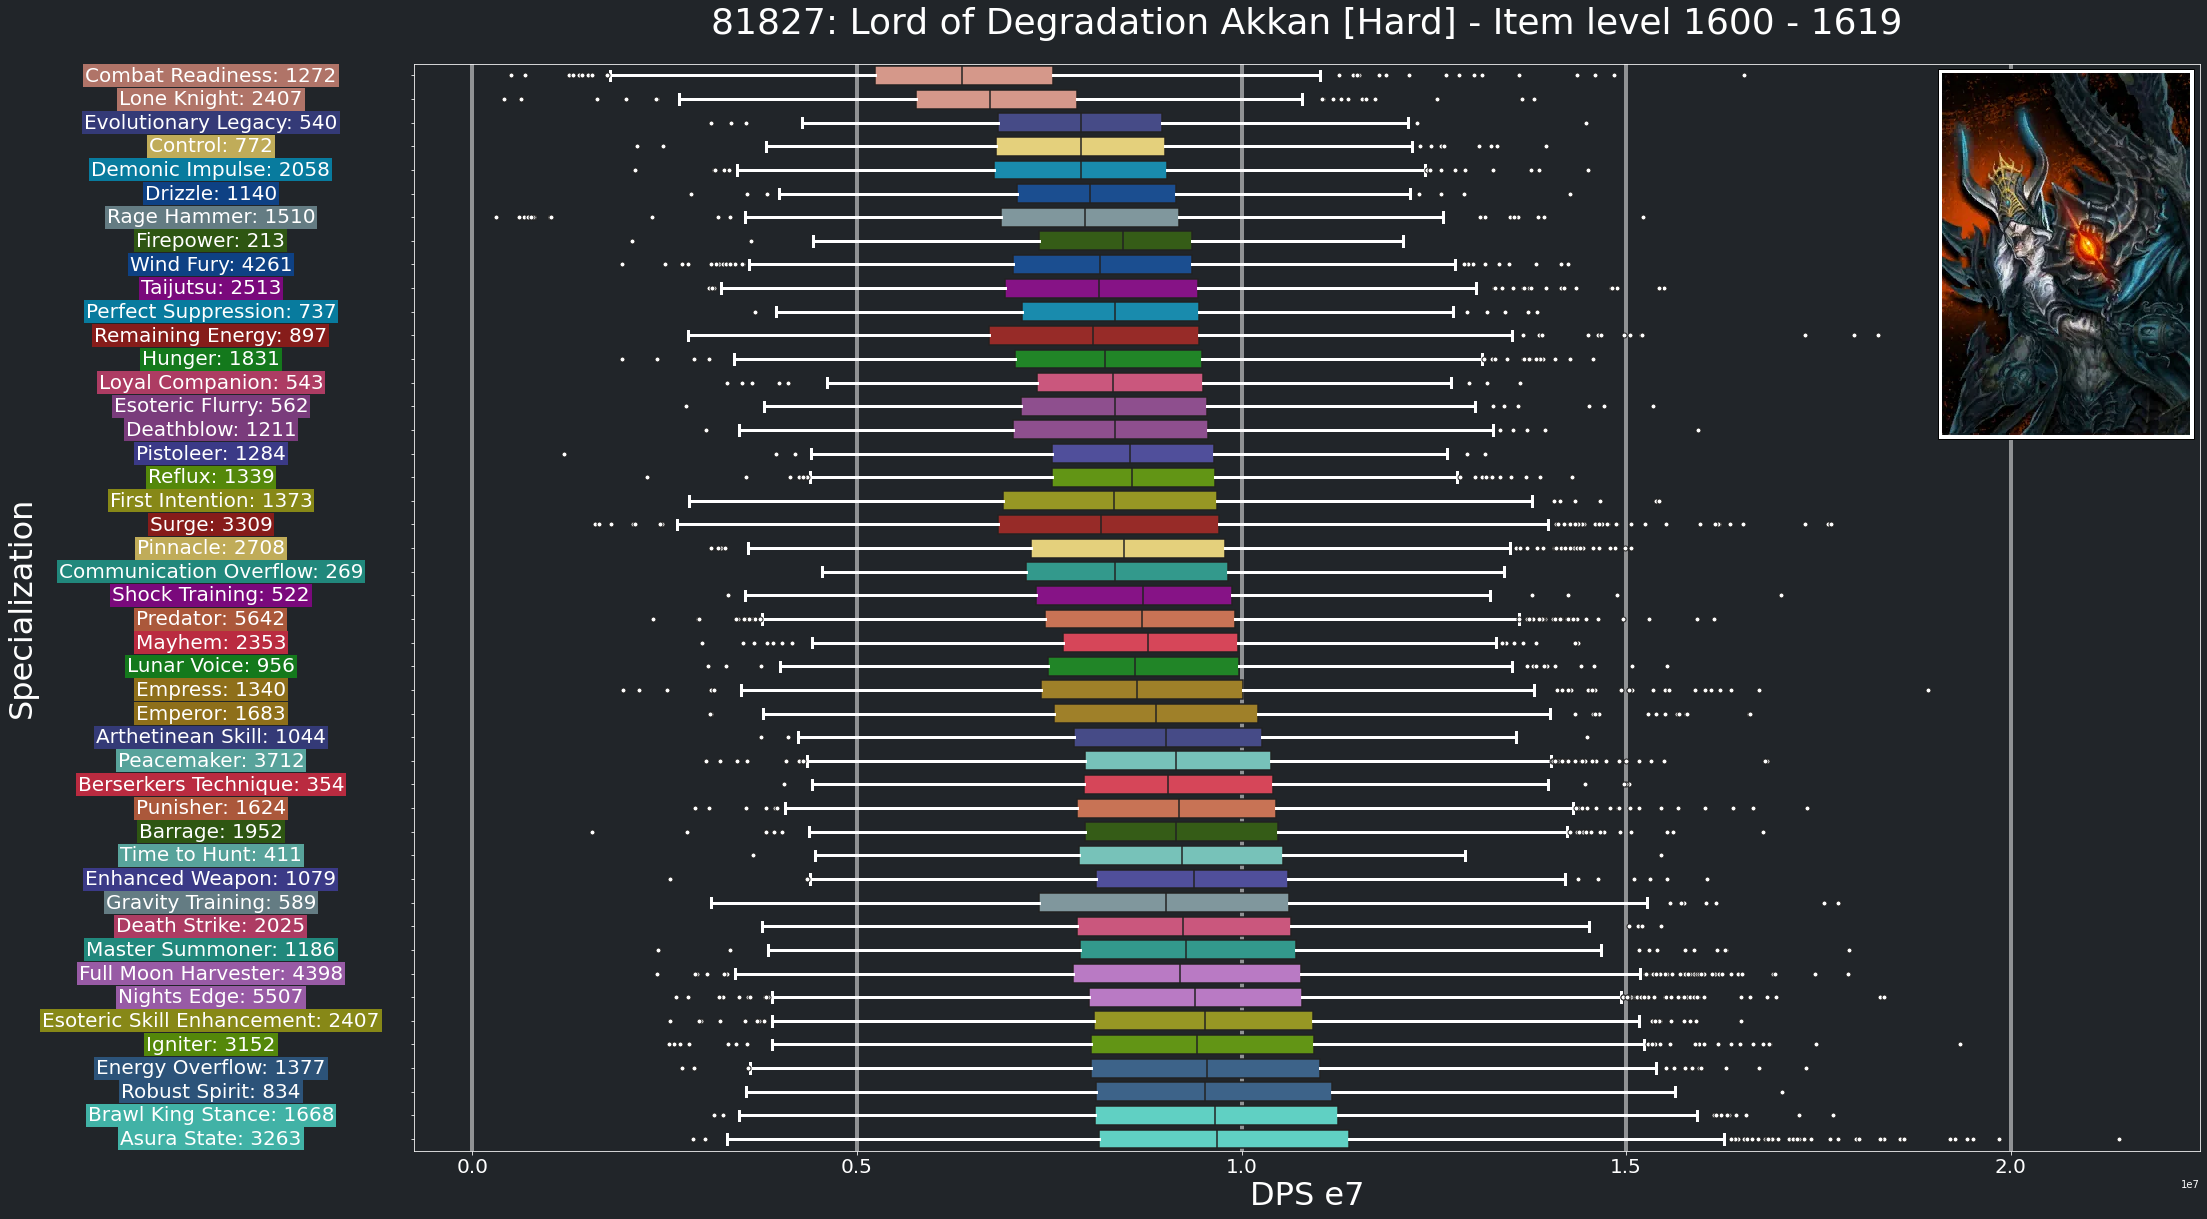 81827: Lord of Degradation Akkan [Hard] - Item level 1600 - 1619
Specialization
Combat Readiness: 1272
Lone Knight: 2407
Evolutionary Legacy: 540
Control: 772
Demonic Impulse: 2058
Drizzle: 1140
Rage Hammer: 1510
Firepower: 213
Wind Fury: 4261
Taijutsu: 2513
Perfect Suppression: 737
Remaining Energy: 897
Hunger: 1831
Loyal Companion: 543
Esoteric Flurry: 562
Deathblow: 1211
Pistoleer: 1284
Reflux: 1339
First Intention: 1373
Surge: 3309
Pinnacle: 2708
Communication Overflow: 269
Shock Training: 522
Predator: 5642
Mayhem: 2353
Lunar Voice: 956
Empress: 1340
Emperor: 1683
Arthetinean Skill: 1044
Peacemaker: 3712
Berserkers Technique: 354
Punisher: 1624
Barrage: 1952
Time to Hunt: 411
Enhanced Weapon: 1079
Gravity Training: 589
Death Strike: 2025
Master Summoner: 1186
Full Moon Harvester: 4398
Nights Edge: 5507
Esoteric Skill Enhancement: 2407
Igniter: 3152
Energy Overflow: 1377
Robust Spirit: 834
Brawl King Stance: 1668
Asura State: 3263
0.0 0.5 1.0 1.5 2.0
DPS e7
1e7